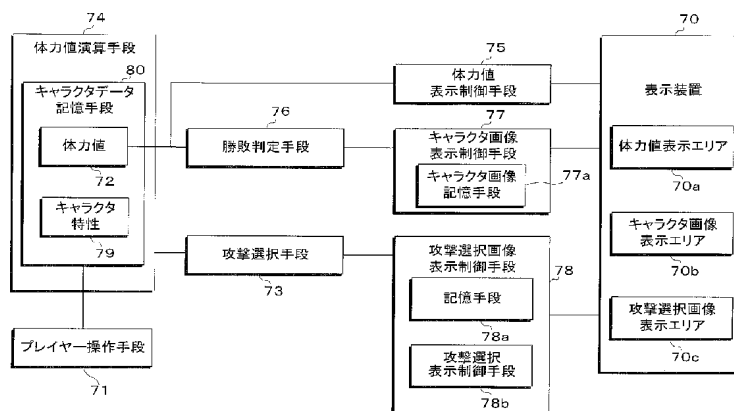 74
体力値演算手段
80
キャラクタデータ
記憶手段
体力値
72
キャラクタ
特性
79
プレイヤー操作手段
71
76
勝敗判定手段
攻撃選択手段
73
75
体力値
表示制御手段
77
キャラクタ画像
表示制御手段
キャラクタ画像
記憶手段
77a
攻撃選択画像
表示制御手段
78
記憶手段
78a
攻撃選択
表示制御手段
78b
70
表示装置
体力値表示エリア
70a
キャラクタ画像
表示エリア
70b
攻撃選択画像
表示エリア
70c